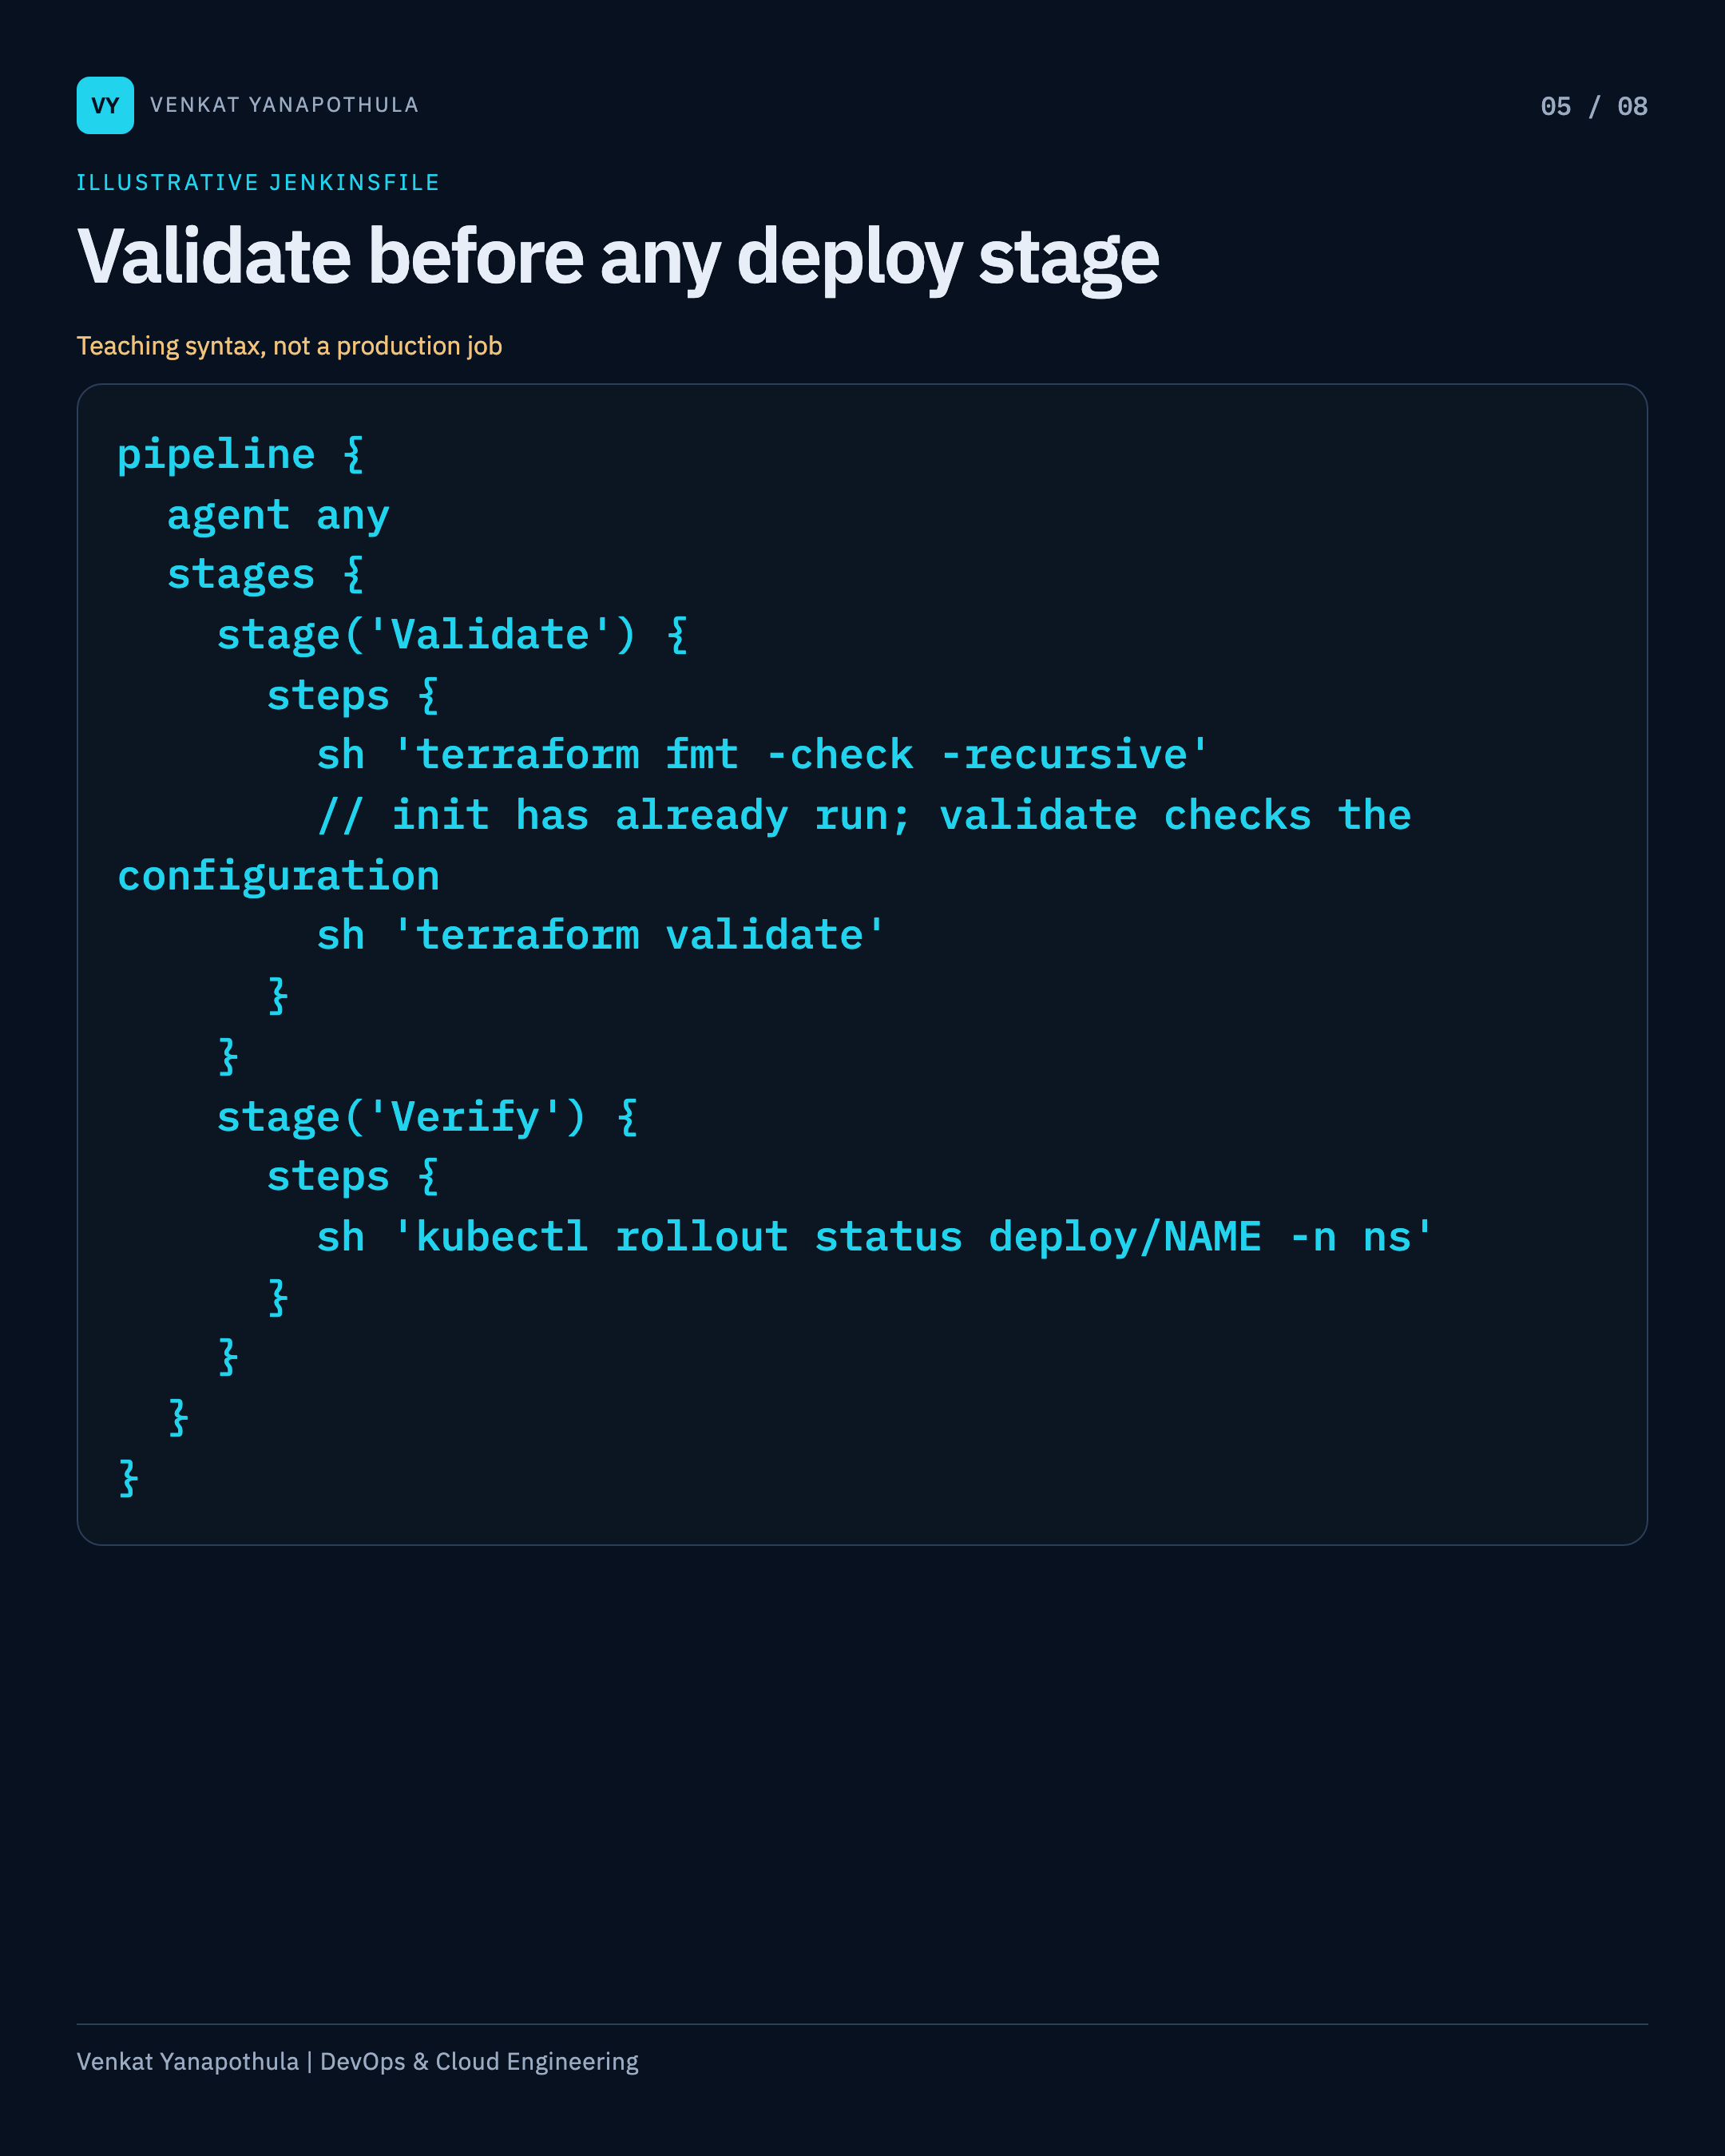 VY VENKAT YANAPOTHULA
05 / 08
ILLUSTRATIVE JENKINSFILE
Validate before any deploy stage
Teaching syntax, not a production job
pipeline {
  agent any
  stages {
    stage('Validate') {
      steps {
        sh 'terraform fmt -check -recursive'
        // init has already run; validate checks the
configuration
        sh 'terraform validate'
      }
    }
    stage('Verify') {
      steps {
        sh 'kubectl rollout status deploy/NAME -n ns'
      }
    }
  }
}
Venkat Yanapothula | DevOps & Cloud Engineering